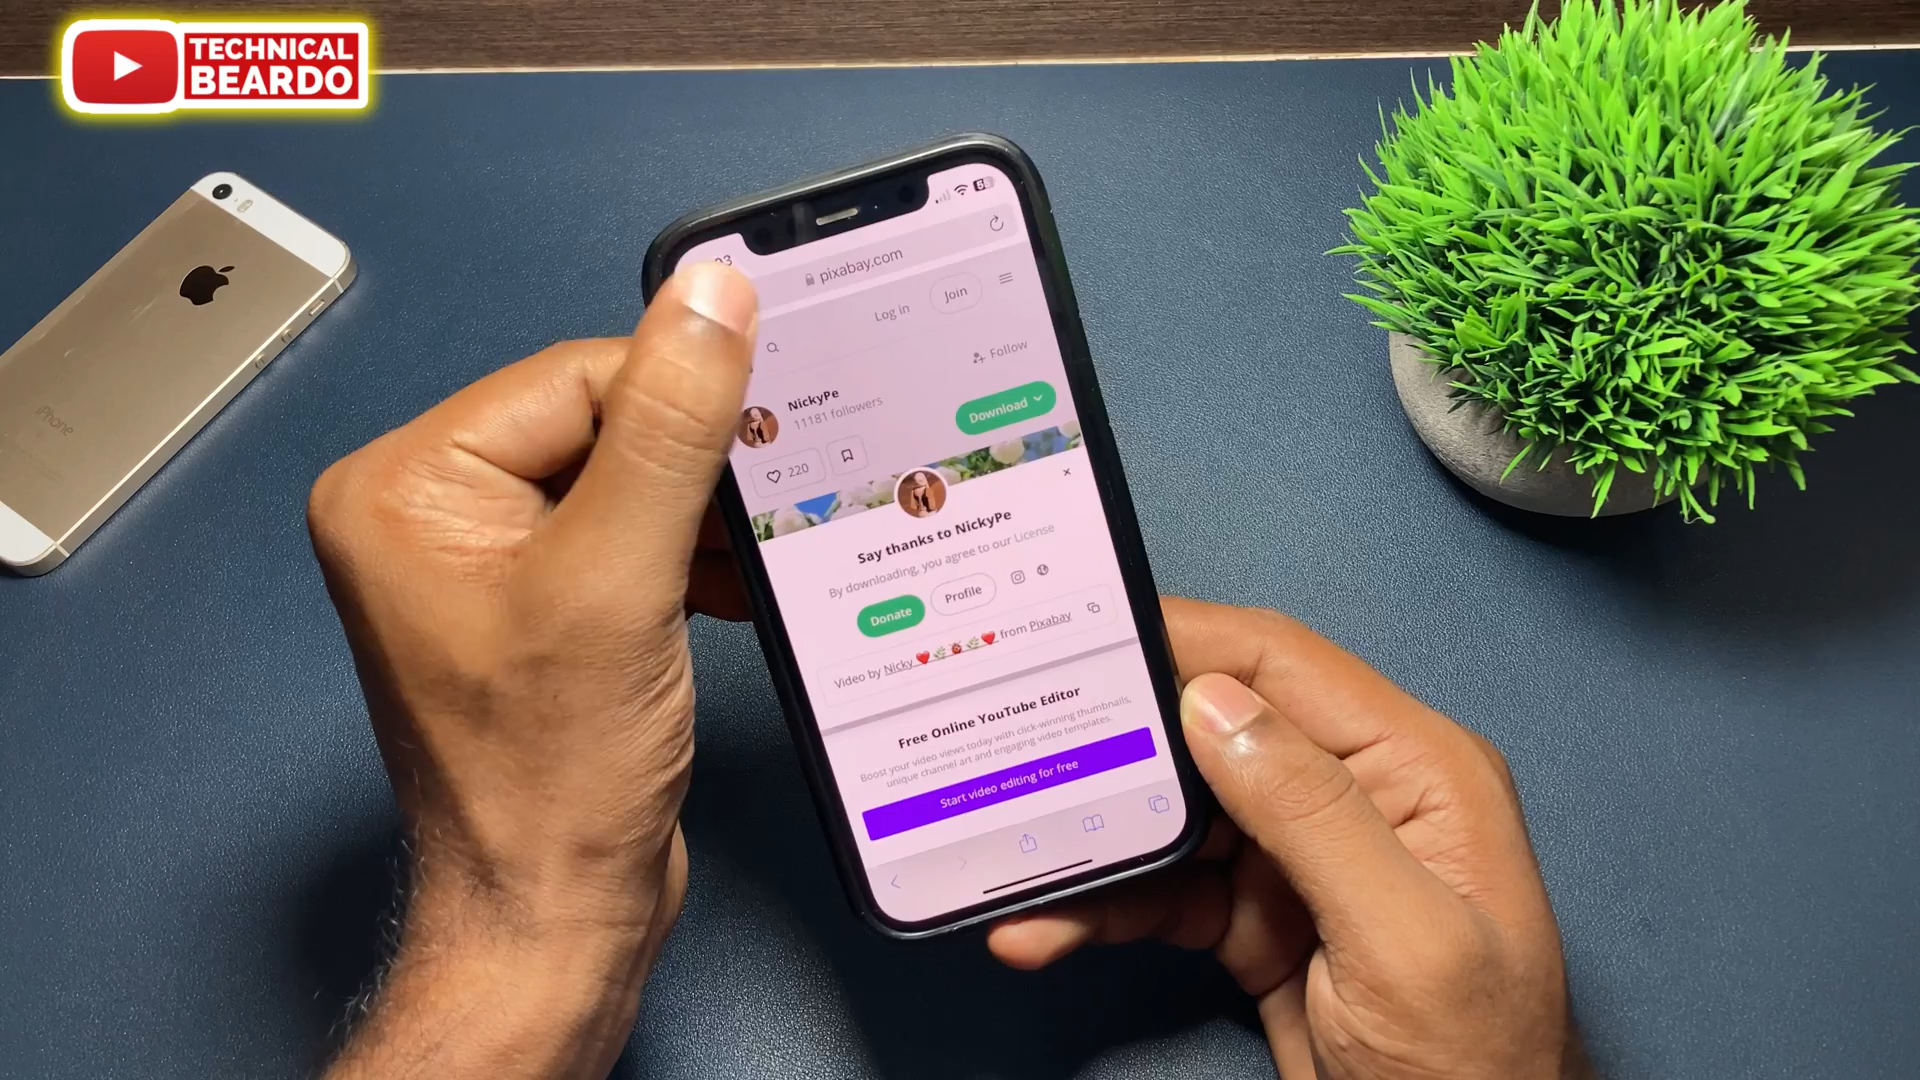 TECHNICAL
BEARDO
iPhone
pixabay.com
Log in
Join
Follow
NickyPe
11181 followers
Download
220
Say thanks to NickyPe
By downloading, you agree to our License
Donate
Profile
Video by Nicky ❤️🌿🐞🌿❤️ from Pixabay
Free Online YouTube Editor
Boost your video views today with click-winning thumbnails,
unique channel art and engaging video templates.
Start video editing for free